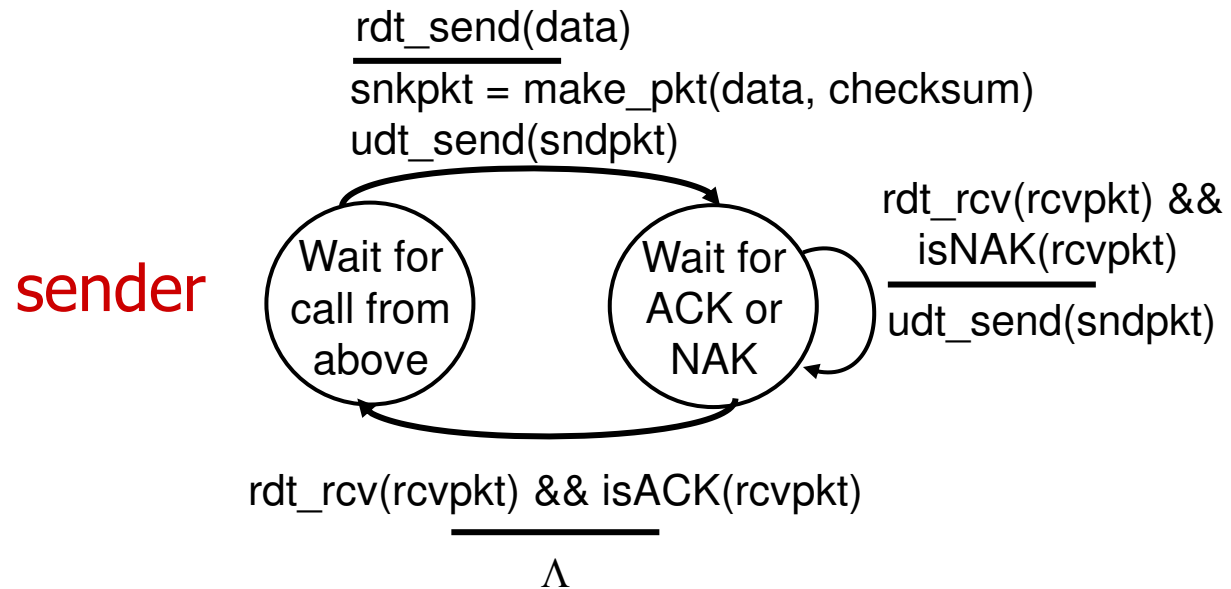 rdt_send(data)
snkpkt = make_pkt(data, checksum)
udt_send(sndpkt)
sender
Wait for
call from
above
Wait for
ACK or
NAK
rdt_rcv(rcvpkt) &&
isNAK(rcvpkt)
udt_send(sndpkt)
rdt_rcv(rcvpkt) && isACK(rcvpkt)
Λ